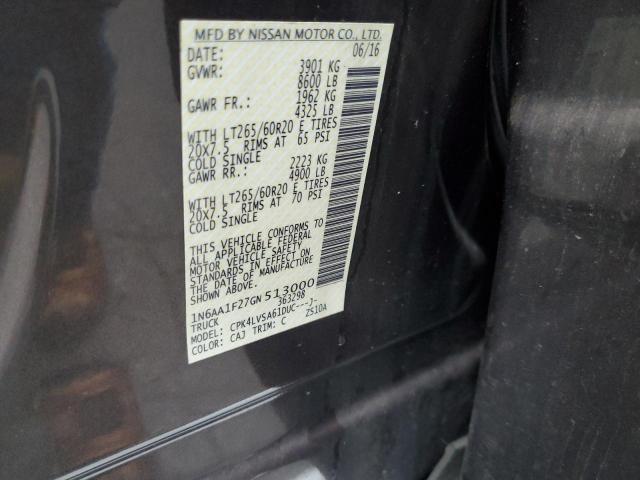 MFD BY NISSAN MOTOR CO., LTD.
DATE: 06/16
GVWR: 3901 KG
8600 LB
GAWR FR.: 1962 KG
4325 LB
WITH LT265/60R20 E TIRES
20X7.5 RIMS AT 65 PSI
COLD SINGLE
GAWR RR.: 2223 KG
4900 LB
WITH LT265/60R20 E TIRES
20X7.5 RIMS AT 70 PSI
COLD SINGLE
THIS VEHICLE CONFORMS TO
ALL APPLICABLE FEDERAL
MOTOR VEHICLE SAFETY
STANDARDS IN EFFECT ON
THE DATE OF MANUFACTURE
SHOWN ABOVE.
1N6AA1F27GN513000
TRUCK 363298
MODEL: CPK4LVSA61DUC---J-
COLOR: CAJ TRIM: C ZS10A